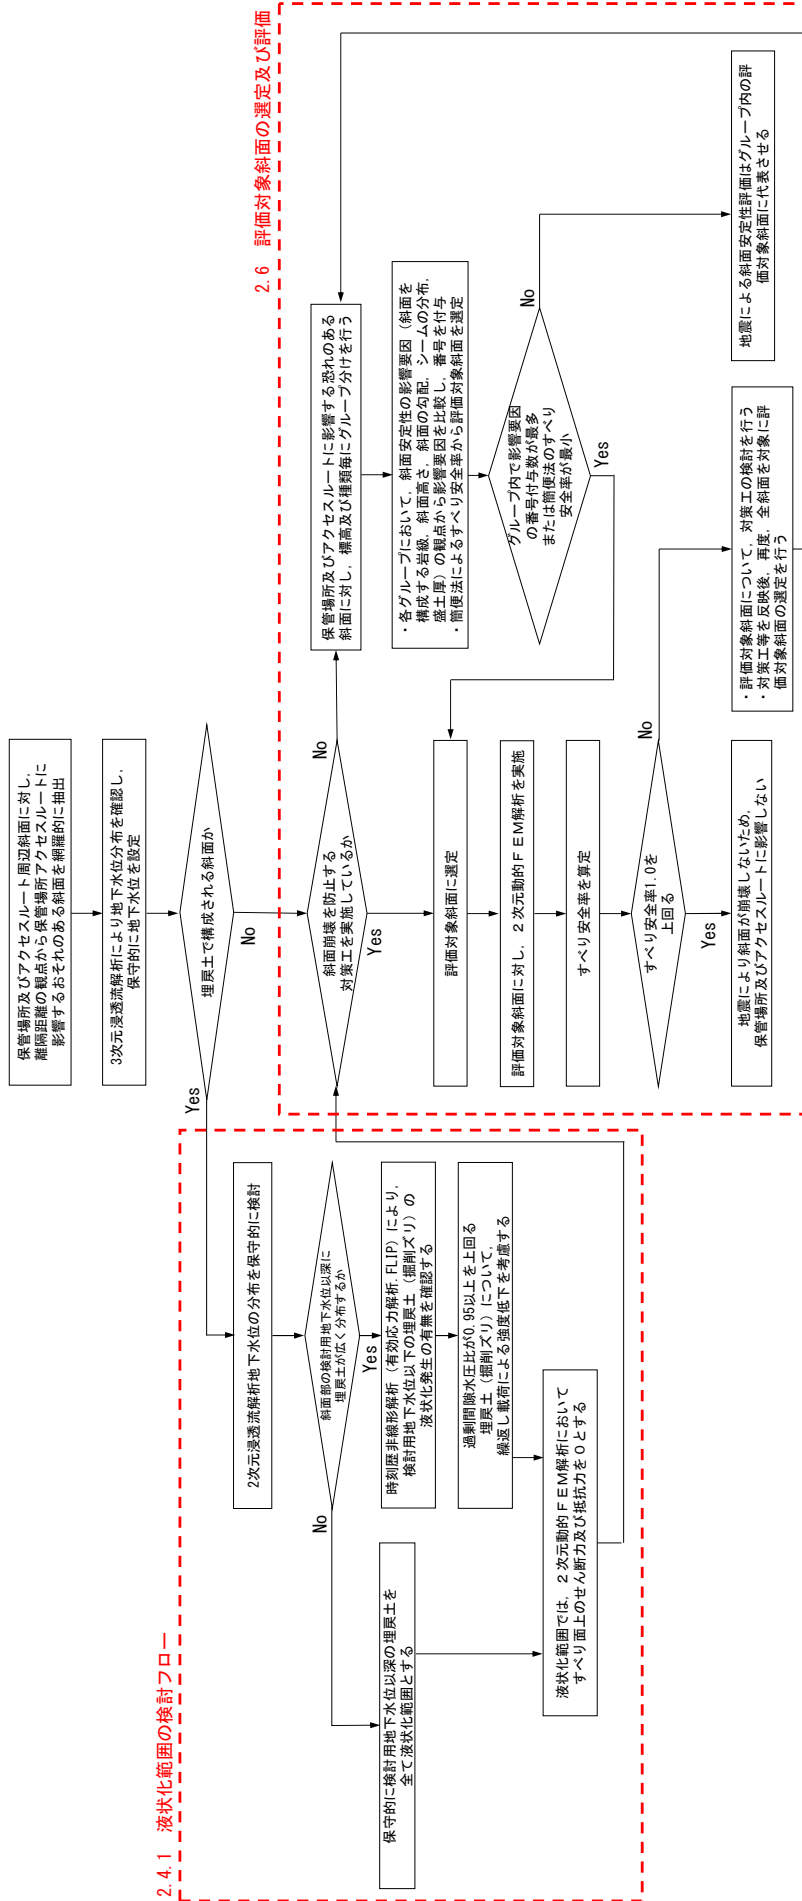 保管場所及びアクセスルート周辺斜面に対し，
離隔距離の観点から保管場所アクセスルートに
影響するおそれのある斜面を網羅的に抽出
3次元浸透流解析により地下水位分布を確認し，
保守的に地下水位を設定
埋戻土で構成される斜面か
Yes
No
2.4.1　液状化範囲の検討フロー
2次元浸透流解析地下水位の分布を保守的に検討
斜面部の検討用地下水位以深に
埋戻土が広く分布するか
No
Yes
時刻歴非線形解析（有効応力解析，FLIP）により，
検討用地下水位以下の埋戻土（掘削ズリ）の
液状化発生の有無を確認する
保守的に検討用地下水位以深の埋戻土を
全て液状化範囲とする
過剰間隙水圧比が0.95以上を上回る
埋戻土（掘削ズリ）について，
繰返し載荷による強度低下を考慮する
液状化範囲では，２次元動的ＦＥＭ解析において
すべり面上のせん断力及び抵抗力を０とする
2.6　評価対象斜面の選定及び評価
斜面崩壊を防止する
対策工を実施しているか
No
Yes
保管場所及びアクセスルートに影響する恐れのある
斜面に対し，標高及び種類毎にグループ分けを行う
・各グループにおいて，斜面安定性の影響要因（斜面を
構成する岩級，斜面高さ，斜面の勾配，シームの分布，
盛土厚）の観点から影響要因を比較し，番号を付与
・簡便法によるすべり安全率から評価対象斜面を選定
グループ内で影響要因
の番号付与数が最多
または簡便法のすべり
安全率が最小
No
Yes
評価対象斜面に選定
評価対象斜面に対し，２次元動的ＦＥＭ解析を実施
すべり安全率を算定
すべり安全率1.0を
上回る
No
Yes
地震により斜面が崩壊しないため，
保管場所及びアクセスルートに影響しない
・評価対象斜面について，対策工の検討を行う
・対策工等を反映後，再度，全斜面を対象に評
価対象斜面の選定を行う
地震による斜面安定性評価はグループ内の評
価対象斜面に代表させる